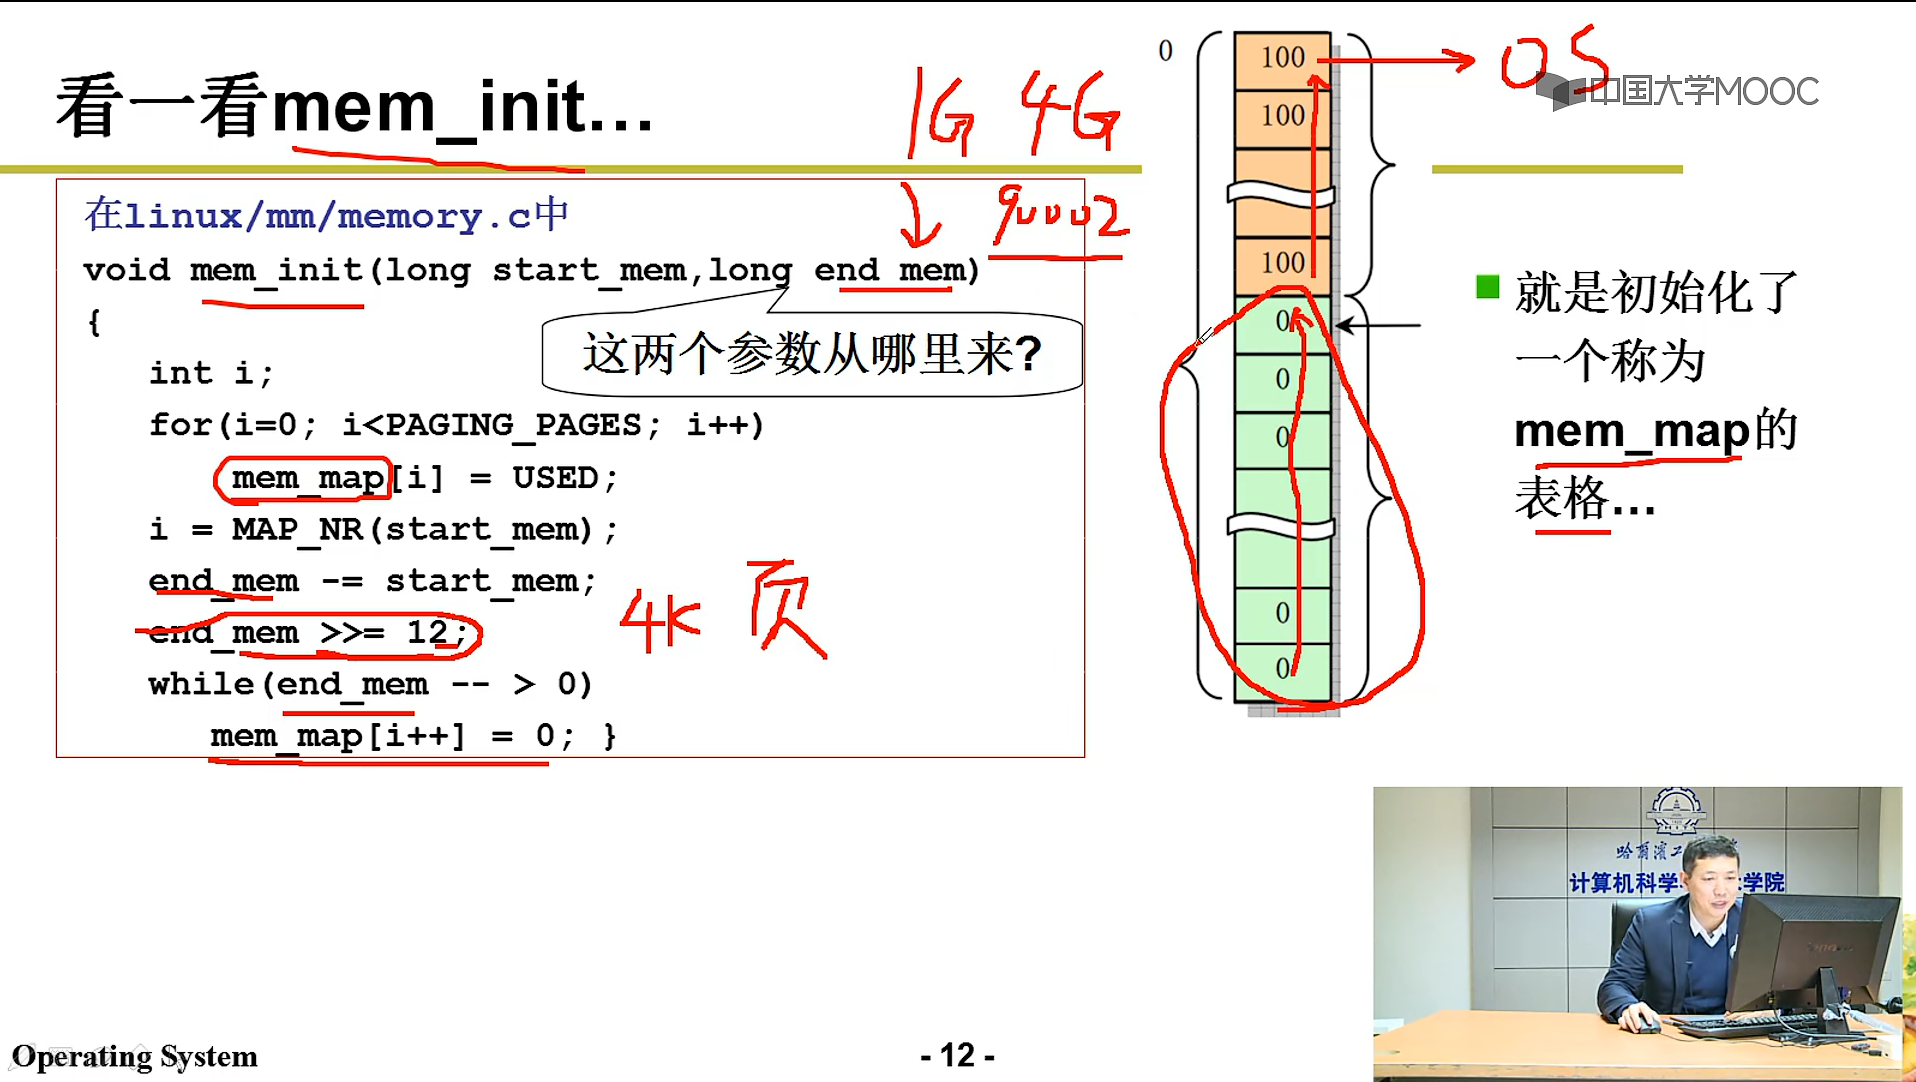 看一看mem_init…
1G 4G
90002
OS
中国大学MOOC
在linux/mm/memory.c中
void mem_init(long start_mem,long end mem)
{
这两个参数从哪里来?
int i;
for(i=0; i<PAGING_PAGES; i++)
mem_map[i] = USED;
i = MAP_NR(start_mem);
end_mem -= start_mem;
end_mem >>= 12;
4K 页
while(end_mem -- > 0)
mem_map[i++] = 0; }
0
100
100
100
0
0
0
0
0
就是初始化了
一个称为
mem_map的
表格…
计算机科学
学院
Operating System
- 12 -